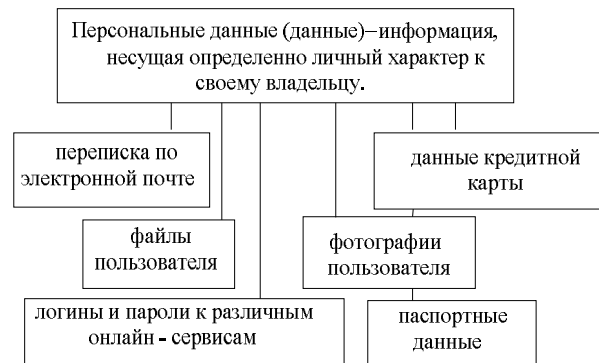 Персональные данные (данные)–информация,
несущая определенно личный характер к
своему владельцу.
переписка по
электронной почте
данные кредитной
карты
файлы
пользователя
фотографии
пользователя
логины и пароли к различным
онлайн - сервисам
паспортные
данные